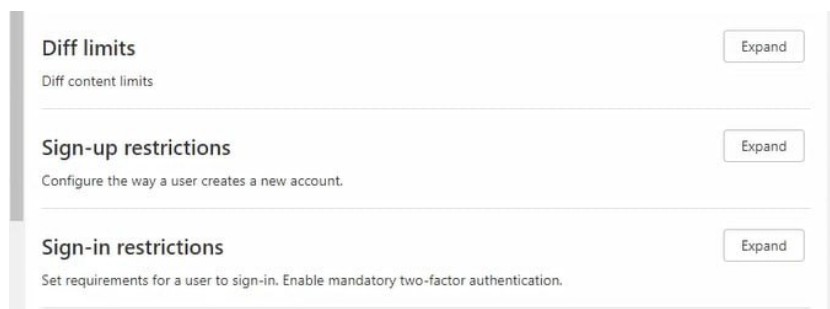 Diff limits
Expand
Diff content limits
Sign-up restrictions
Expand
Configure the way a user creates a new account.
Sign-in restrictions
Expand
Set requirements for a user to sign-in. Enable mandatory two-factor authentication.